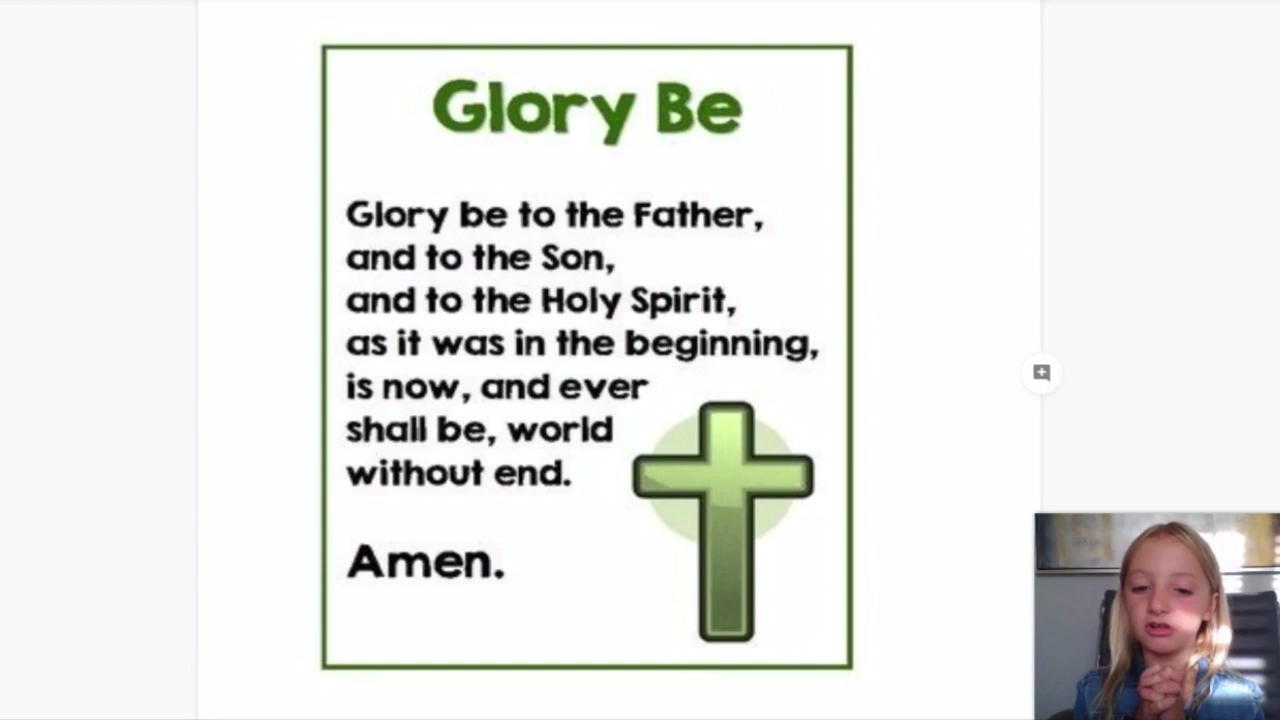 Glory Be
Glory be to the Father,
and to the Son,
and to the Holy Spirit,
as it was in the beginning,
is now, and ever
shall be, world
without end.
Amen.